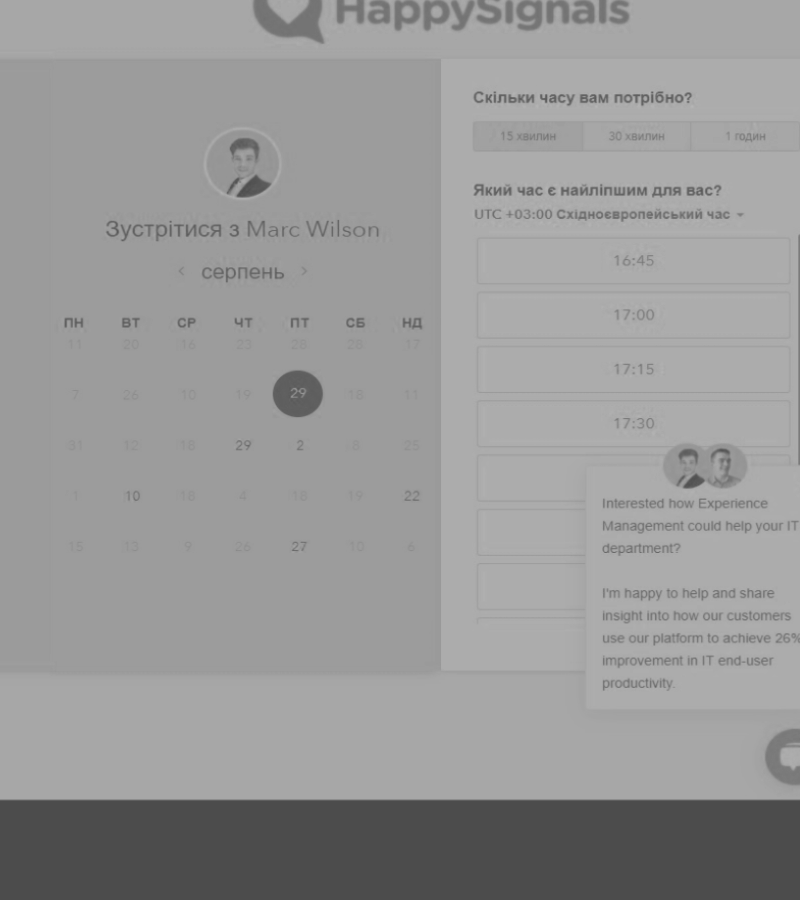 HappySignals
Зустрітися з Marc Wilson
серпень
ПН ВТ СР ЧТ ПТ СБ НД
11 20 16 23 28 26 17
7 26 10 19 29 18 11
31 12 18 29 2 8 25
1 10 16 4 18 19 22
15 13 9 26 27 10 6
Скільки часу вам потрібно?
15 хвилин 30 хвилин 1 годин
Який час є найліпшим для вас?
UTC +03:00 Східноєвропейський час
16:45
17:00
17:15
17:30
Interested how Experience
Management could help your IT
department?
I'm happy to help and share
insight into how our customers
use our platform to achieve 26%
improvement in IT end-user
productivity.